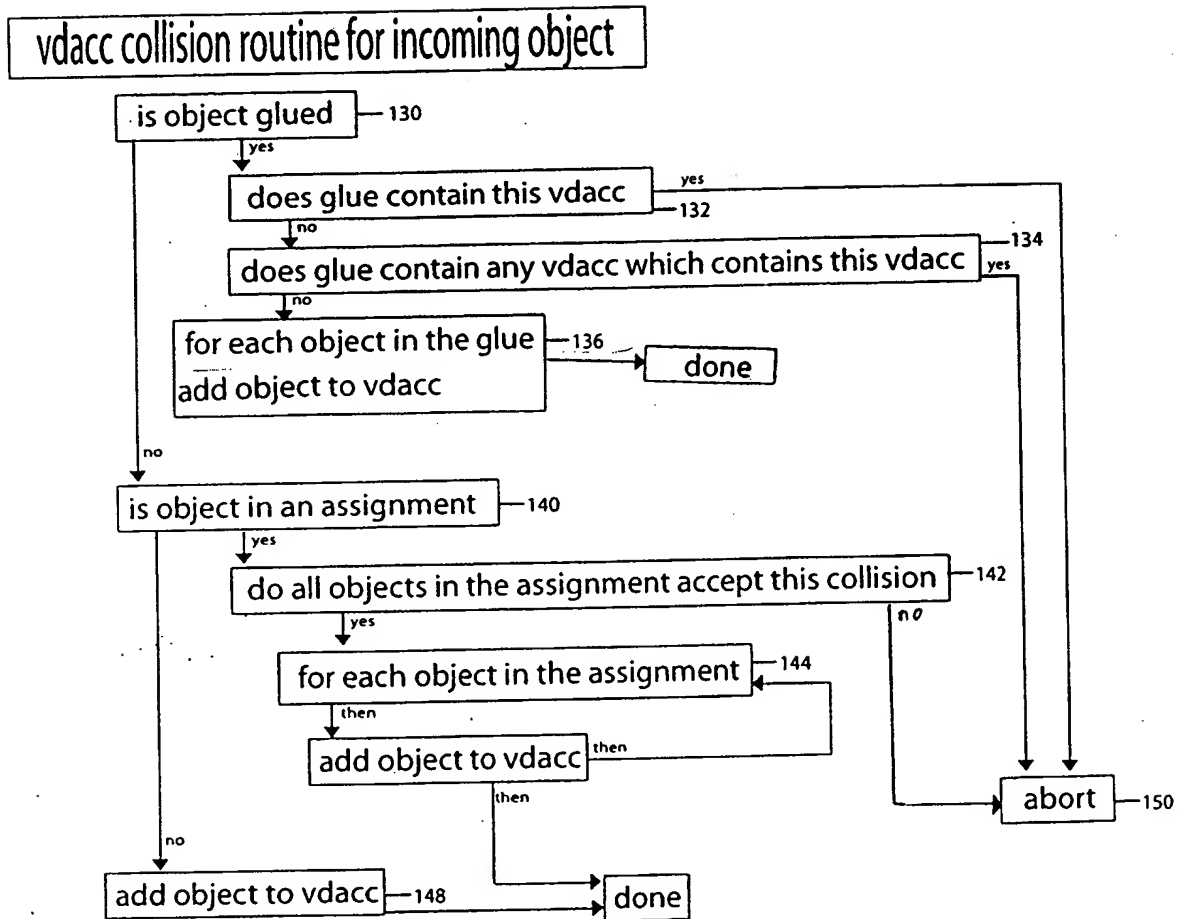 vdacc collision routine for incoming object
is object glued 130
yes
does glue contain this vdacc yes
132
no
134
does glue contain any vdacc which contains this vdacc yes
no
for each object in the glue 136
add object to vdacc
done
no
is object in an assignment 140
yes
do all objects in the assignment accept this collision 142
yes
no
for each object in the assignment 144
then
add object to vdacc then
then
abort 150
no
add object to vdacc 148
done